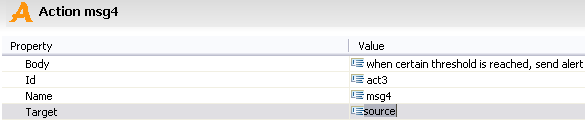 Action msg4
Property Value
Body when certain threshold is reached, send alert
Id act3
Name msg4
Target source